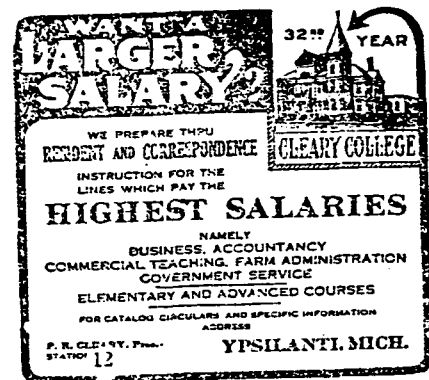 WANT A
LARGER
SALARY?
32ND YEAR
CLEARY COLLEGE
WE PREPARE THRU
RESIDENT AND CORRESPONDENCE
INSTRUCTION FOR THE
LINES WHICH PAY THE
HIGHEST SALARIES
NAMELY
BUSINESS, ACCOUNTANCY
COMMERCIAL TEACHING, FARM ADMINISTRATION
GOVERNMENT SERVICE
ELEMENTARY AND ADVANCED COURSES
FOR CATALOG CIRCULARS AND SPECIFIC INFORMATION
ADDRESS
P. R. CLEARY, Pres.
STATION 12
YPSILANTI, MICH.